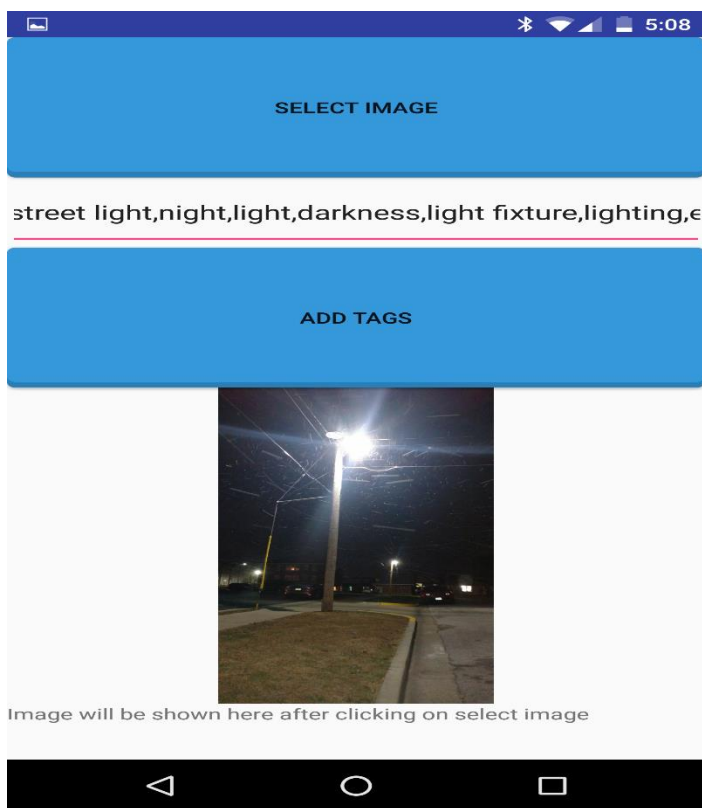 5:08
SELECT IMAGE
street light,night,light,darkness,light fixture,lighting,e
ADD TAGS
Image will be shown here after clicking on select image